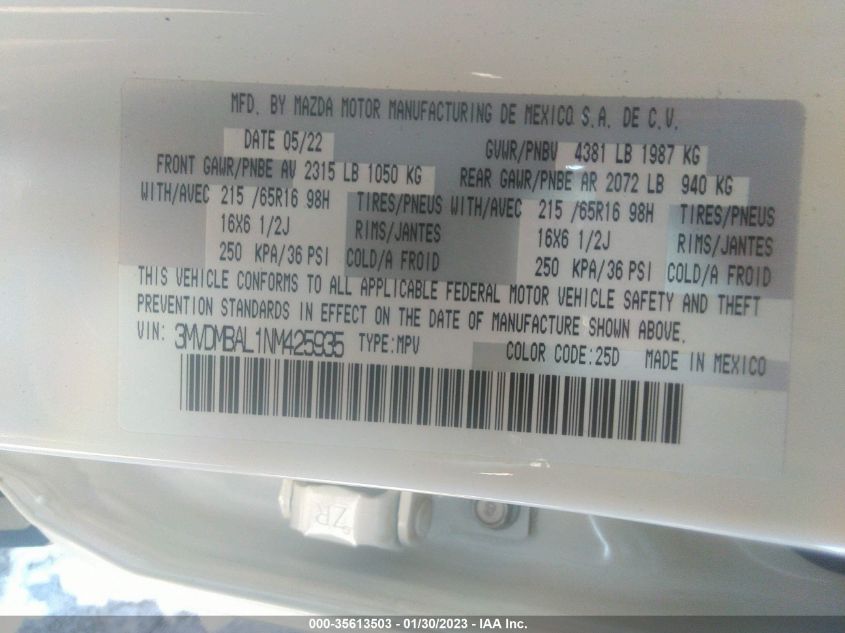 MFD. BY MAZDA MOTOR MANUFACTURING DE MEXICO S.A. DE C.V.
DATE 05/22 GVWR/PNBV 4381 LB 1987 KG
FRONT GAWR/PNBE AV 2315 LB 1050 KG REAR GAWR/PNBE AR 2072 LB 940 KG
WITH/AVEC 215 /65R16 98H TIRES/PNEUS WITH/AVEC 215 /65R16 98H TIRES/PNEUS
16X6 1/2J RIMS/JANTES 16X6 1/2J RIMS/JANTES
250 KPA/36 PSI COLD/A FROID 250 KPA/36 PSI COLD/A FROID
THIS VEHICLE CONFORMS TO ALL APPLICABLE FEDERAL MOTOR VEHICLE SAFETY AND THEFT
PREVENTION STANDARDS IN EFFECT ON THE DATE OF MANUFACTURE SHOWN ABOVE.
VIN: 3MVDMBAL1NM425935 TYPE:MPV COLOR CODE:25D MADE IN MEXICO
ZR
8
000-35613503 - 01/30/2023 - IAA Inc.